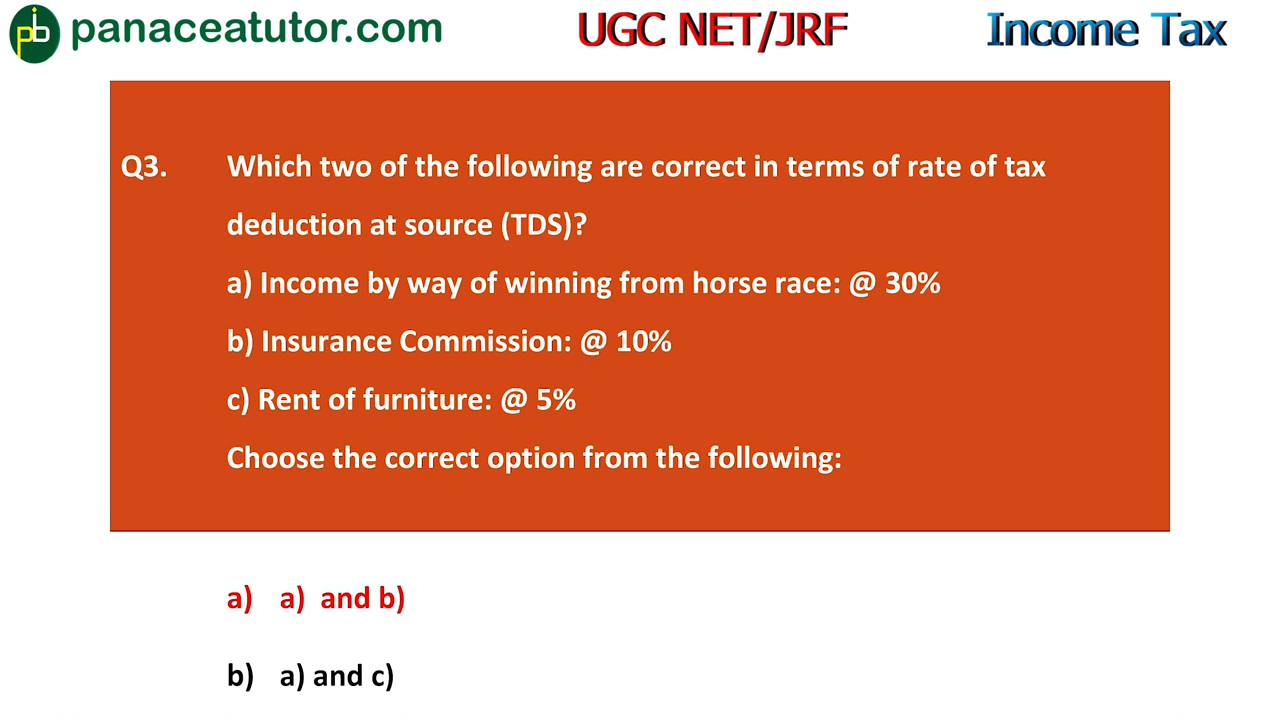 panaceatutor.com UGC NET/JRF Income Tax
Q3. Which two of the following are correct in terms of rate of tax
deduction at source (TDS)?
a) Income by way of winning from horse race: @ 30%
b) Insurance Commission: @ 10%
c) Rent of furniture: @ 5%
Choose the correct option from the following:
a) a) and b)
b) a) and c)